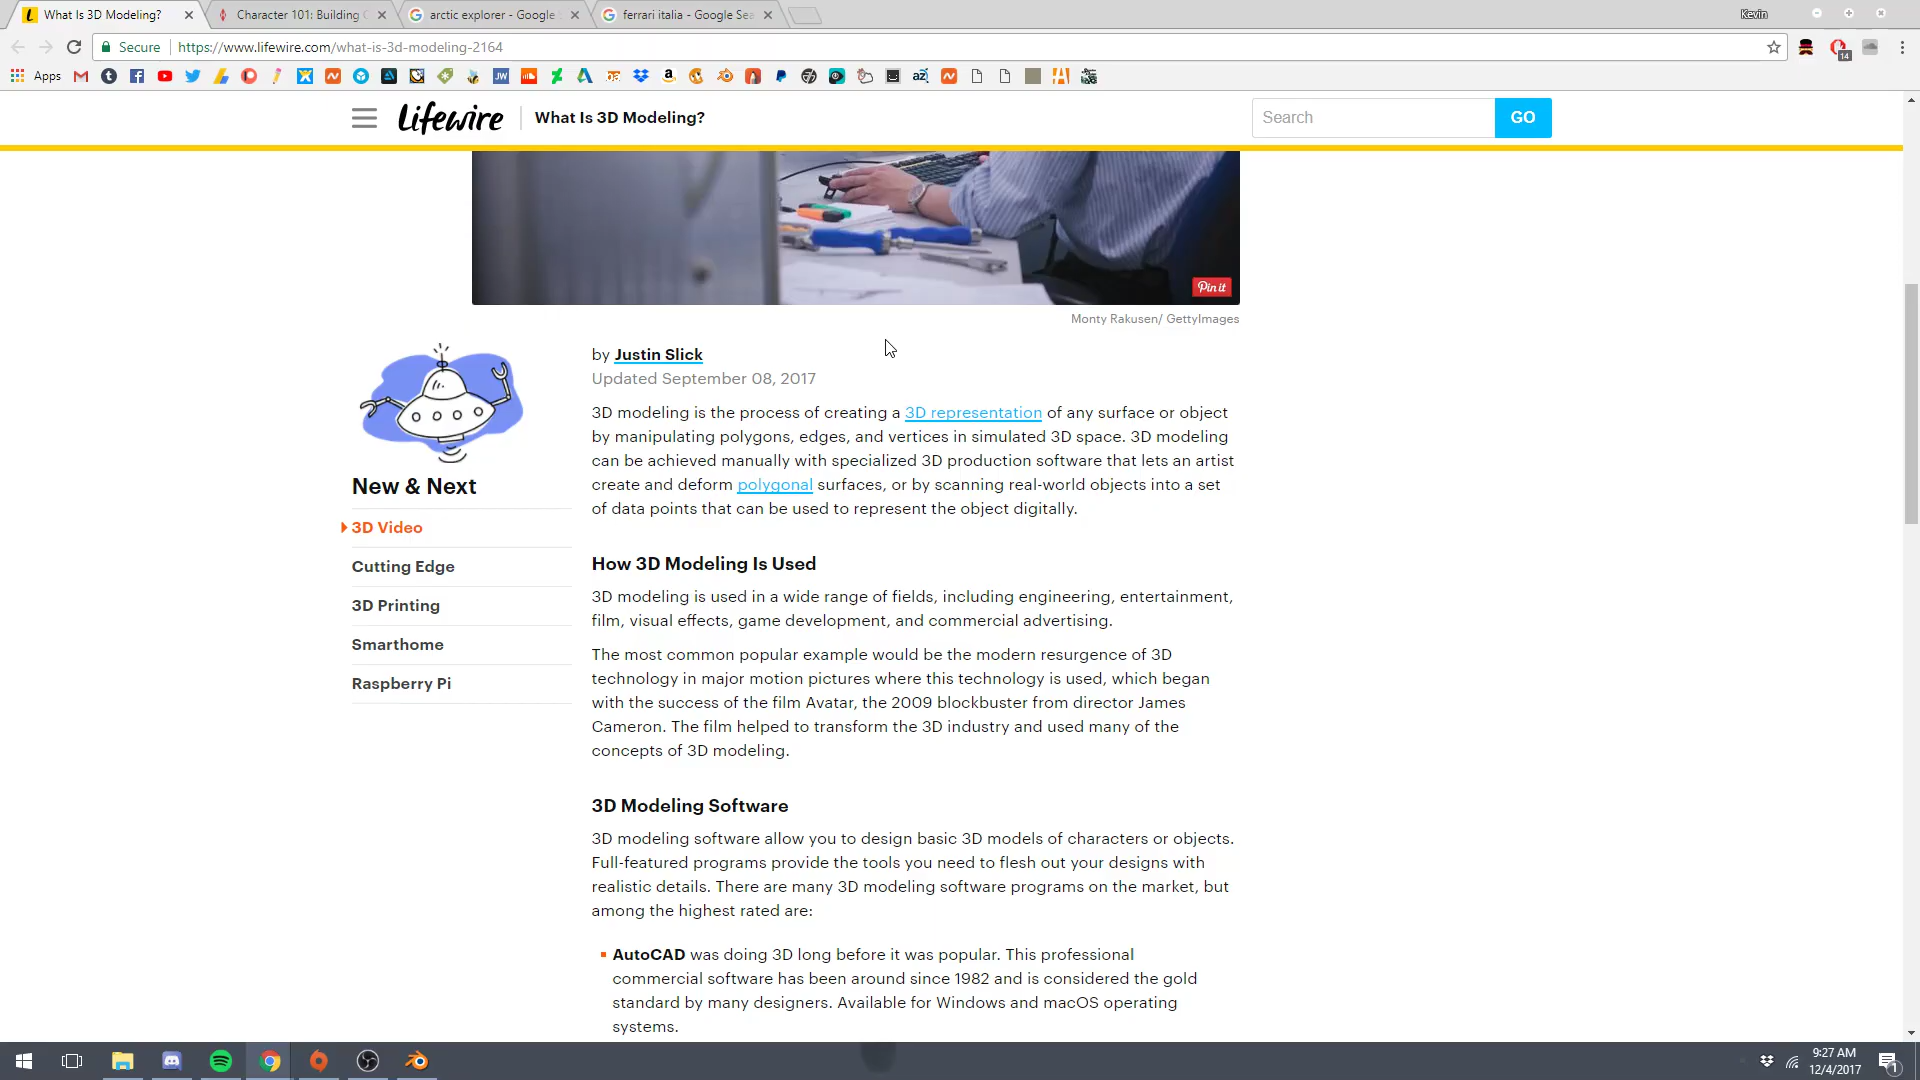 What Is 3D Modeling?
Character 101: Building
arctic explorer - Google
ferrari italia - Google Sea
Kevin
Secure
https://www.lifewire.com/what-is-3d-modeling-2164
14
Apps
JW
az
Lifewire
What Is 3D Modeling?
Search
GO
Pin it
Monty Rakusen/ GettyImages
by Justin Slick
Updated September 08, 2017
3D modeling is the process of creating a 3D representation of any surface or object
by manipulating polygons, edges, and vertices in simulated 3D space. 3D modeling
can be achieved manually with specialized 3D production software that lets an artist
create and deform polygonal surfaces, or by scanning real-world objects into a set
of data points that can be used to represent the object digitally.
New & Next
3D Video
Cutting Edge
3D Printing
Smarthome
Raspberry Pi
How 3D Modeling Is Used
3D modeling is used in a wide range of fields, including engineering, entertainment,
film, visual effects, game development, and commercial advertising.
The most common popular example would be the modern resurgence of 3D
technology in major motion pictures where this technology is used, which began
with the success of the film Avatar, the 2009 blockbuster from director James
Cameron. The film helped to transform the 3D industry and used many of the
concepts of 3D modeling.
3D Modeling Software
3D modeling software allow you to design basic 3D models of characters or objects.
Full-featured programs provide the tools you need to flesh out your designs with
realistic details. There are many 3D modeling software programs on the market, but
among the highest rated are:
AutoCAD was doing 3D long before it was popular. This professional
commercial software has been around since 1982 and is considered the gold
standard by many designers. Available for Windows and macOS operating
systems.
9:27 AM
12/4/2017
1